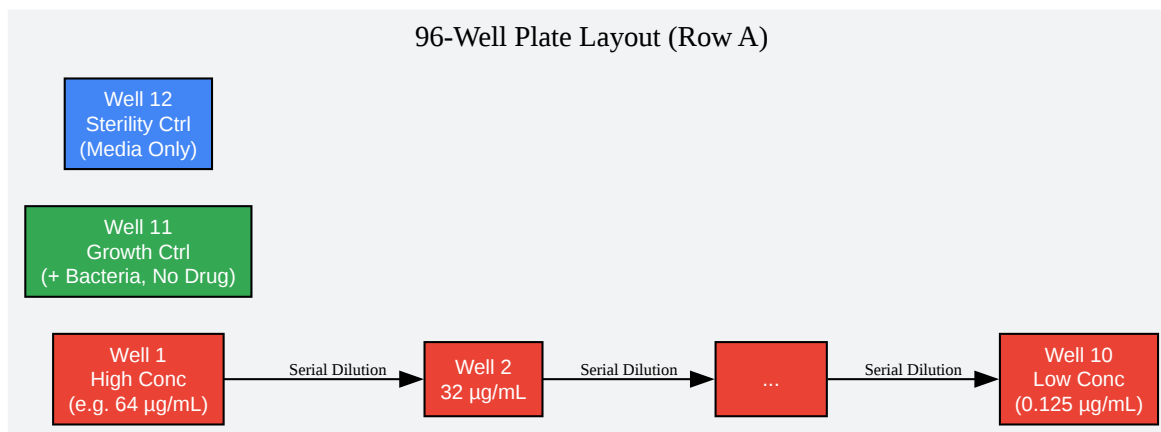 96-Well Plate Layout (Row A)
Well 12
Sterility Ctrl
(Media Only)
Well 11
Growth Ctrl
(+ Bacteria, No Drug)
Well 1
High Conc
(e.g. 64 µg/mL)
Serial Dilution
Well 2
32 µg/mL
Serial Dilution
...
Serial Dilution
Well 10
Low Conc
(0.125 µg/mL)